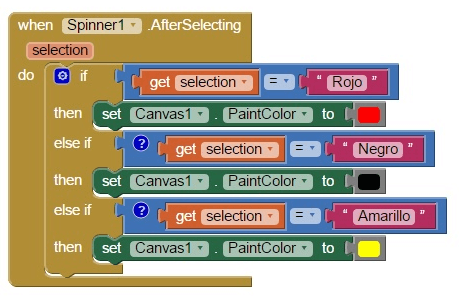 when Spinner1 .AfterSelecting
selection
do if get selection = " Rojo "
then set Canvas1 . PaintColor to
else if ? get selection = " Negro "
then set Canvas1 . PaintColor to
else if ? get selection = " Amarillo "
then set Canvas1 . PaintColor to